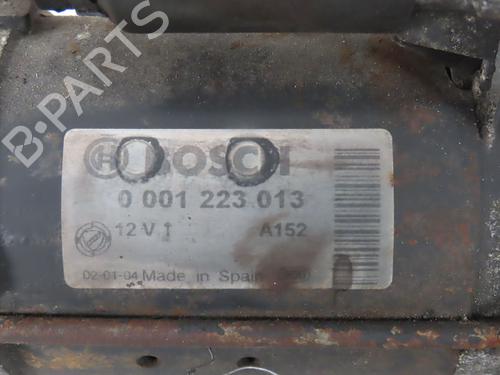 B-PARTS
BOSCH
0 001 223 013
12 V
A152
02-01-04 Made in Spain